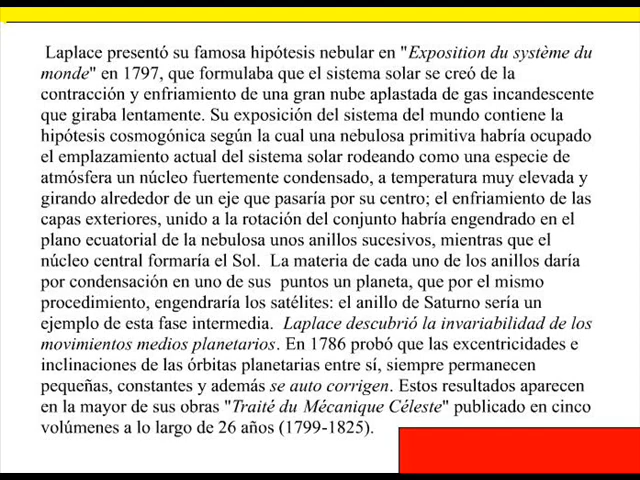 Laplace presentó su famosa hipótesis nebular en "Exposition du système du
monde" en 1797, que formulaba que el sistema solar se creó de la
contracción y enfriamiento de una gran nube aplastada de gas incandescente
que giraba lentamente. Su exposición del sistema del mundo contiene la
hipótesis cosmogónica según la cual una nebulosa primitiva habría ocupado
el emplazamiento actual del sistema solar rodeando como una especie de
atmósfera un núcleo fuertemente condensado, a temperatura muy elevada y
girando alrededor de un eje que pasaría por su centro; el enfriamiento de las
capas exteriores, unido a la rotación del conjunto habría engendrado en el
plano ecuatorial de la nebulosa unos anillos sucesivos, mientras que el
núcleo central formaría el Sol. La materia de cada uno de los anillos daría
por condensación en uno de sus puntos un planeta, que por el mismo
procedimiento, engendraría los satélites: el anillo de Saturno sería un
ejemplo de esta fase intermedia. Laplace descubrió la invariabilidad de los
movimientos medios planetarios. En 1786 probó que las excentricidades e
inclinaciones de las órbitas planetarias entre sí, siempre permanecen
pequeñas, constantes y además se auto corrigen. Estos resultados aparecen
en la mayor de sus obras "Traité du Mécanique Céleste" publicado en cinco
volúmenes a lo largo de 26 años (1799-1825).